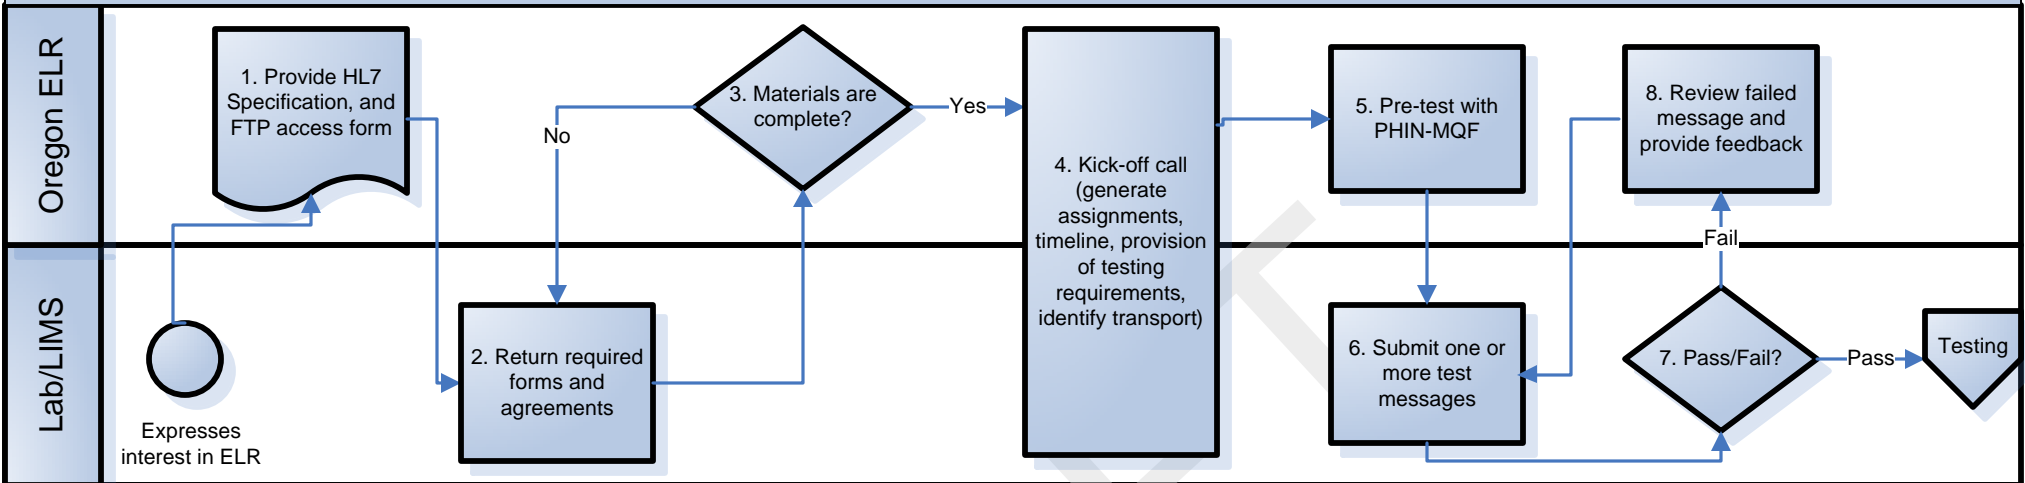 Oregon ELR
1. Provide HL7
Specification, and
FTP access form
3. Materials are
complete?
No
Yes
4. Kick-off call
(generate
assignments,
timeline, provision
of testing
requirements,
identify transport)
5. Pre-test with
PHIN-MQF
8. Review failed
message and
provide feedback
Fail
Lab/LIMS
Expresses
interest in ELR
2. Return required
forms and
agreements
6. Submit one or
more test
messages
7. Pass/Fail?
Pass
Testing